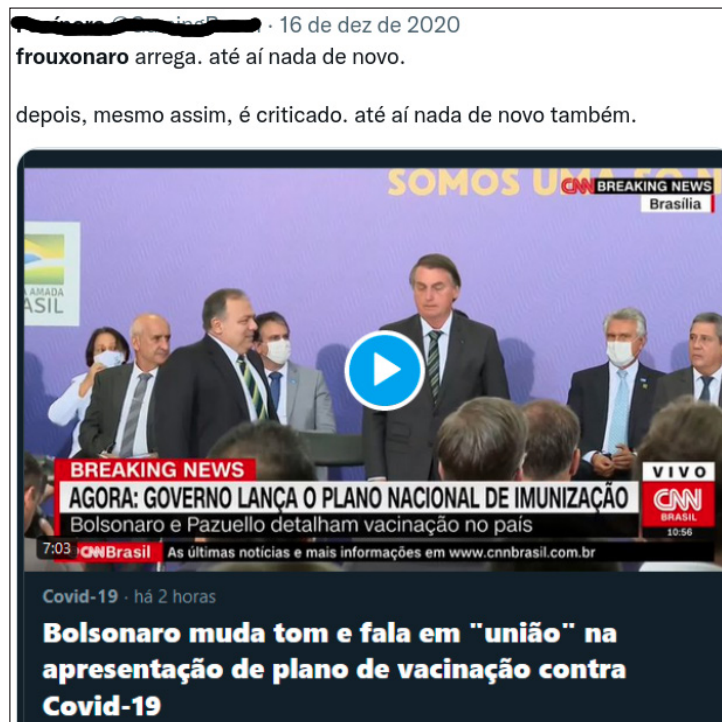 · 16 de dez de 2020
frouxonaro arrega. até aí nada de novo.
depois, mesmo assim, é criticado. até aí nada de novo também.
SOMOS UMA SÓ N
CNN BREAKING NEWS
Brasília
AMADA
ASIL
BREAKING NEWS
AGORA: GOVERNO LANÇA O PLANO NACIONAL DE IMUNIZAÇÃO
Bolsonaro e Pazuello detalham vacinação no país
VIVO
CNN
BRASIL
10:56
7:03
CNNBrasil As últimas notícias e mais informações em www.cnnbrasil.com.br
Covid-19 · há 2 horas
Bolsonaro muda tom e fala em "união" na
apresentação de plano de vacinação contra
Covid-19